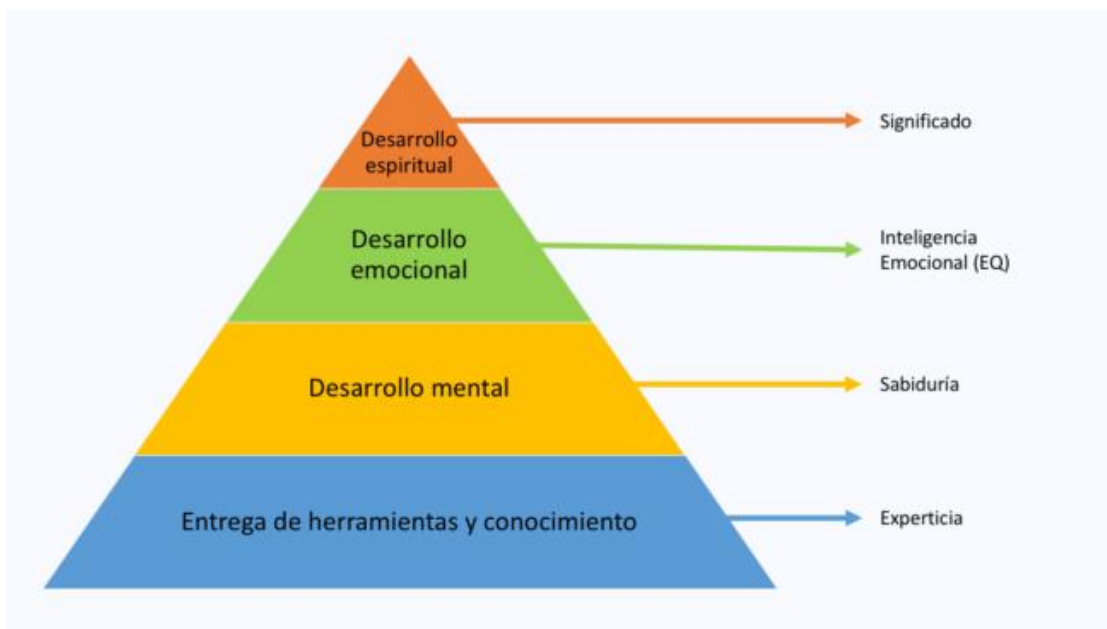 Desarrollo
espiritual
Significado
Desarrollo
emocional
Inteligencia
Emocional (EQ)
Desarrollo mental
Sabiduría
Entrega de herramientas y conocimiento
Experticia